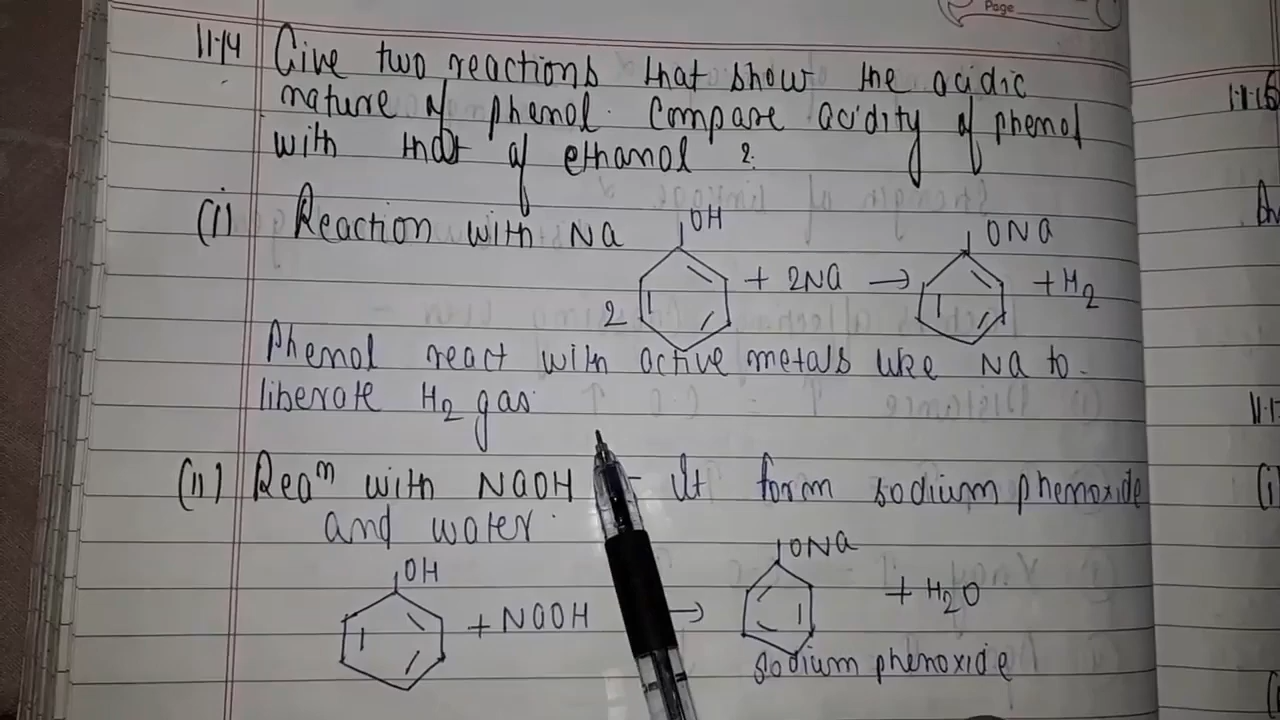 Page
11.14 Give two reactions that show the acidic
nature of phenol. Compare acidity of phenol
with that of ethanol ?
(i) Reaction with Na
OH
ONa
2 + 2Na → + H2
Phenol react with active metals like Na to
liberate H2 gas
(ii) Reaⁿ with NaOH - It form sodium phenoxide
and water.
OH
ONa
+ NaOH → + H2O
Sodium phenoxide